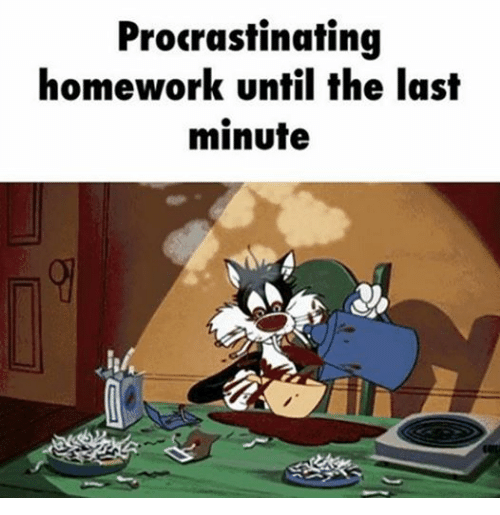 Procrastinating
homework until the last
minute